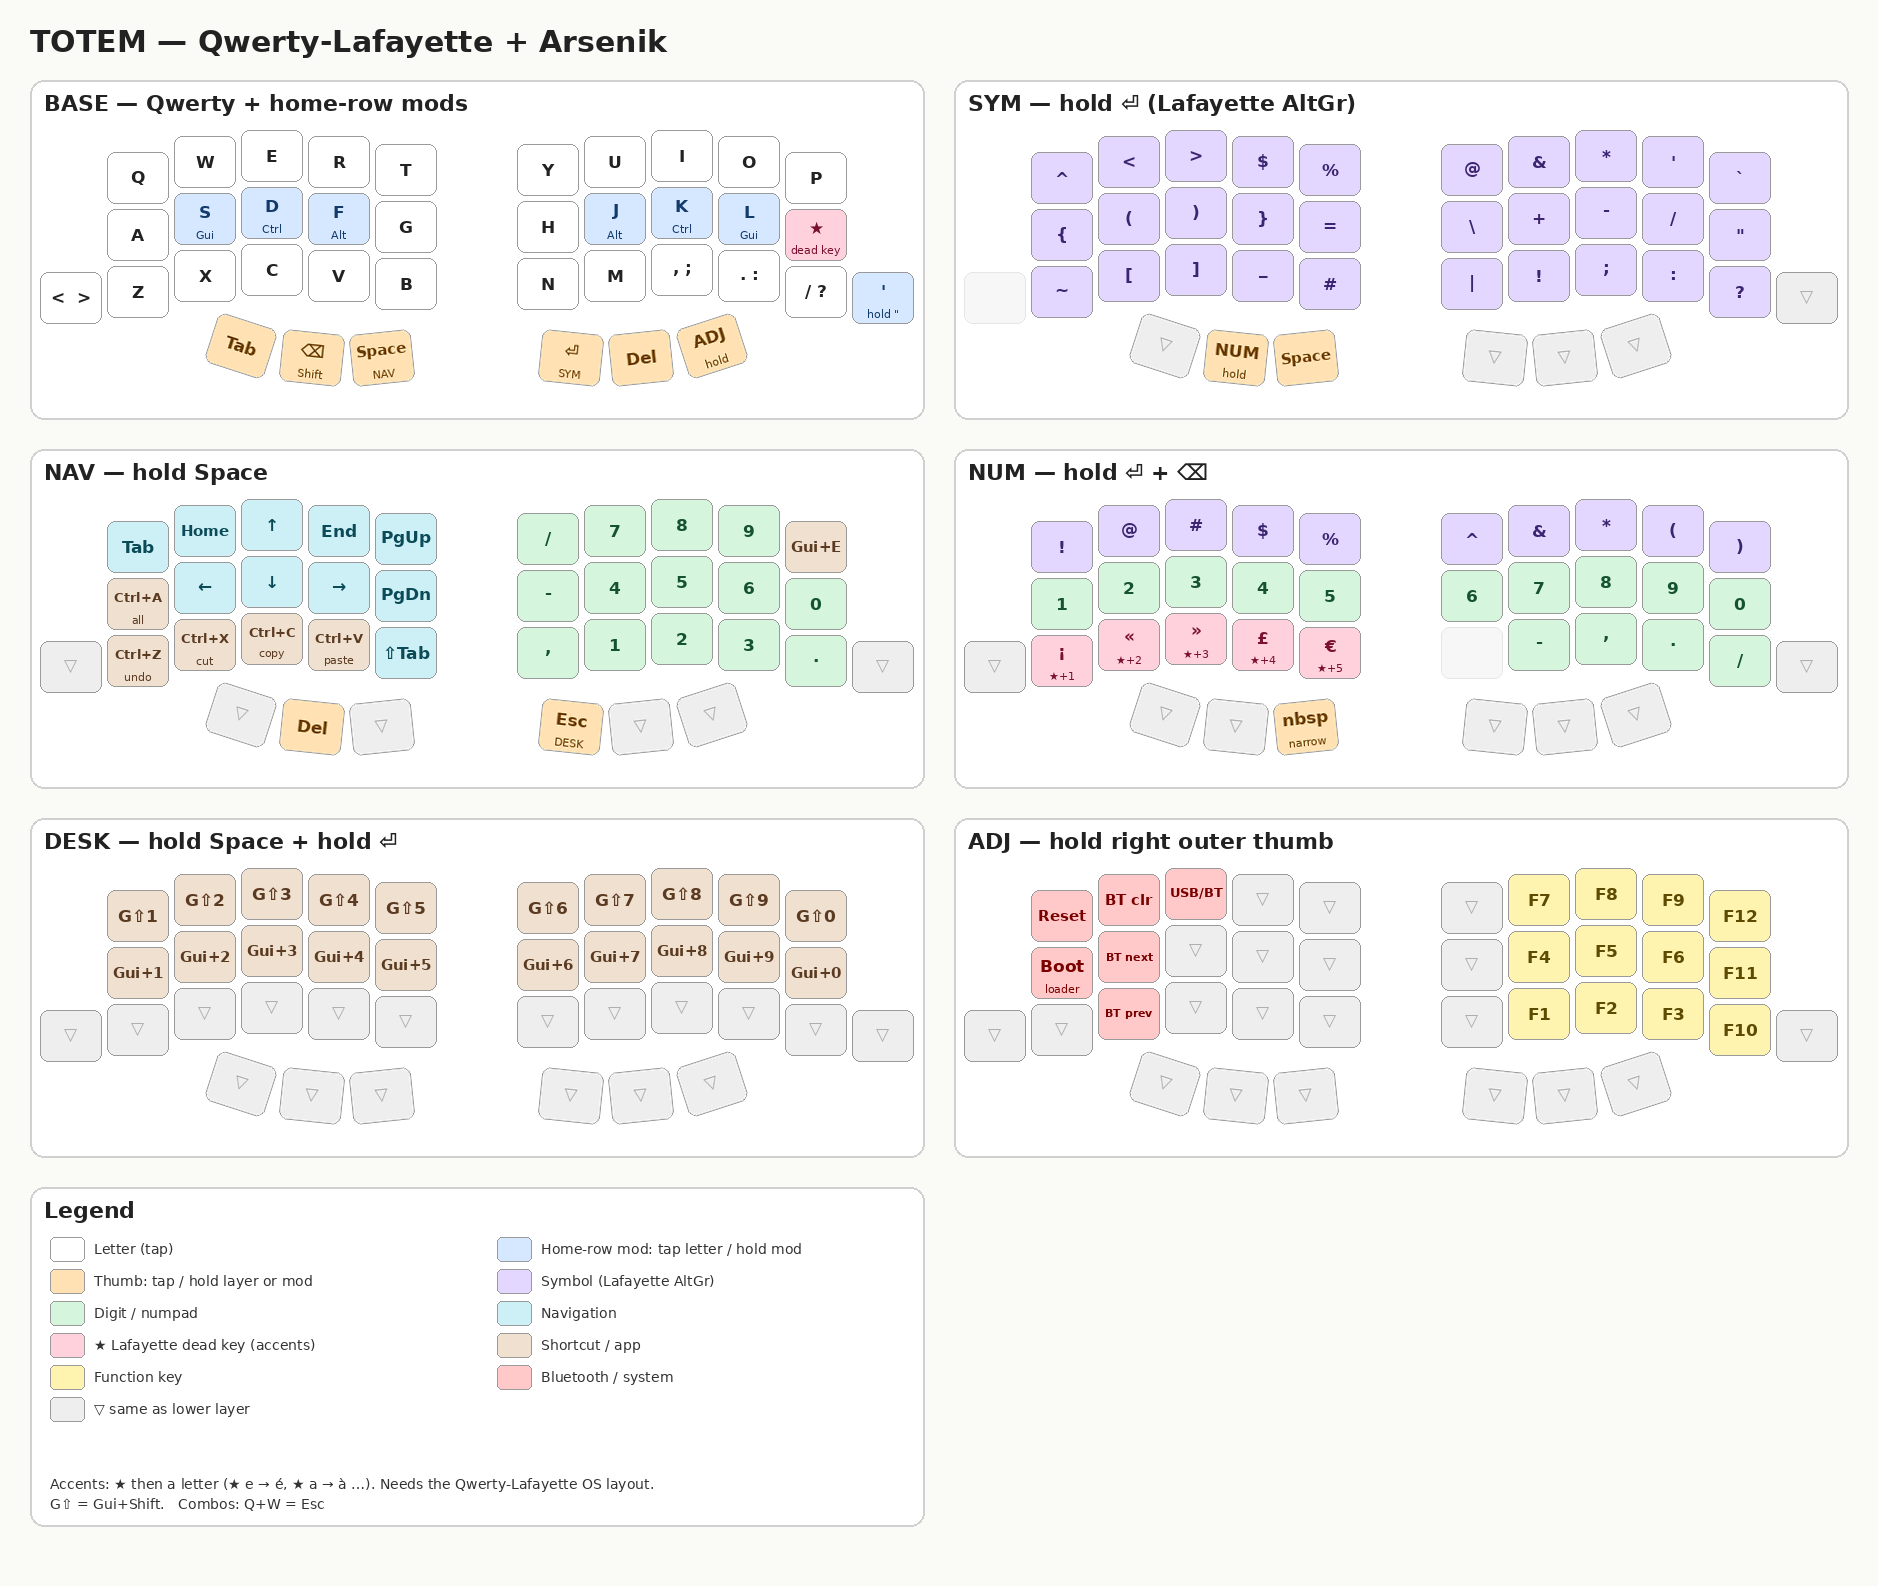 TOTEM — Qwerty-Lafayette + Arsenik
BASE — Qwerty + home-row mods
Q W E R T Y U I O P
A S Gui D Ctrl F Alt G H J Alt K Ctrl L Gui ★ dead key
< > Z X C V B N M , ; . : / ? ' hold "
Tab ⌫ Shift Space NAV ⏎ SYM Del ADJ hold
SYM — hold ⏎ (Lafayette AltGr)
^ < > $ % @ & * ' `
{ ( ) } = \ + - / "
~ [ ] _ # | ! ; : ? ▽
▽ NUM hold Space ▽ ▽ ▽
NAV — hold Space
Tab Home ↑ End PgUp / 7 8 9 Gui+E
Ctrl+A all ← ↓ → PgDn - 4 5 6 0
▽ Ctrl+Z undo Ctrl+X cut Ctrl+C copy Ctrl+V paste ⇧Tab , 1 2 3 . ▽
▽ Del ▽ Esc DESK ▽ ▽
NUM — hold ⏎ + ⌫
! @ # $ % ^ & * ( )
1 2 3 4 5 6 7 8 9 0
▽ ¡ ★+1 « ★+2 » ★+3 £ ★+4 € ★+5 - , . / ▽
▽ ▽ nbsp narrow ▽ ▽ ▽
DESK — hold Space + hold ⏎
G⇧1 G⇧2 G⇧3 G⇧4 G⇧5 G⇧6 G⇧7 G⇧8 G⇧9 G⇧0
Gui+1 Gui+2 Gui+3 Gui+4 Gui+5 Gui+6 Gui+7 Gui+8 Gui+9 Gui+0
▽ ▽ ▽ ▽ ▽ ▽ ▽ ▽ ▽ ▽ ▽ ▽
▽ ▽ ▽ ▽ ▽ ▽
ADJ — hold right outer thumb
Reset BT clr USB/BT ▽ ▽ ▽ F7 F8 F9 F12
Boot loader BT next ▽ ▽ ▽ ▽ F4 F5 F6 F11
▽ ▽ BT prev ▽ ▽ ▽ ▽ F1 F2 F3 F10 ▽
▽ ▽ ▽ ▽ ▽ ▽
Legend
Letter (tap)
Home-row mod: tap letter / hold mod
Thumb: tap / hold layer or mod
Symbol (Lafayette AltGr)
Digit / numpad
Navigation
★ Lafayette dead key (accents)
Shortcut / app
Function key
Bluetooth / system
▽ same as lower layer
Accents: ★ then a letter (★ e → é, ★ a → à …). Needs the Qwerty-Lafayette OS layout.
G⇧ = Gui+Shift. Combos: Q+W = Esc